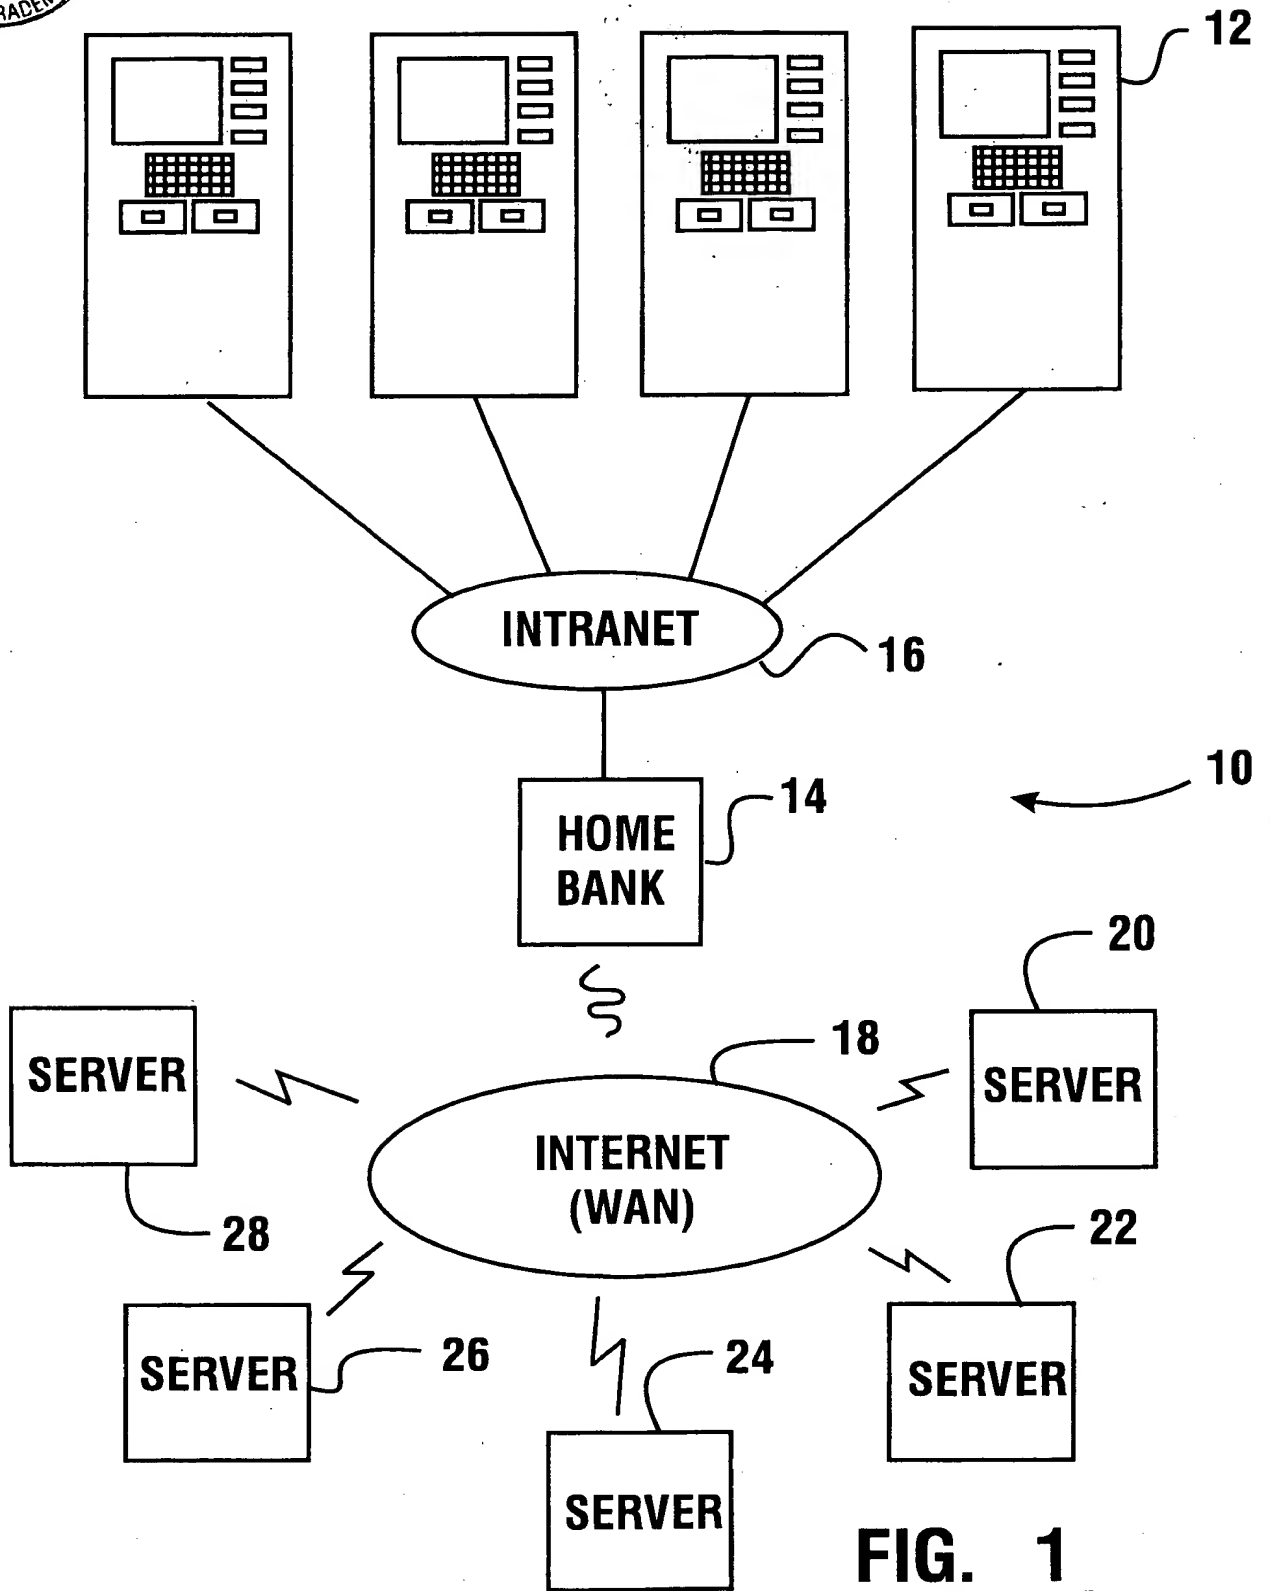 12
INTRANET
16
10
14
HOME
BANK
20
18
SERVER
SERVER
INTERNET
(WAN)
28
22
26
24
SERVER
SERVER
SERVER
FIG. 1